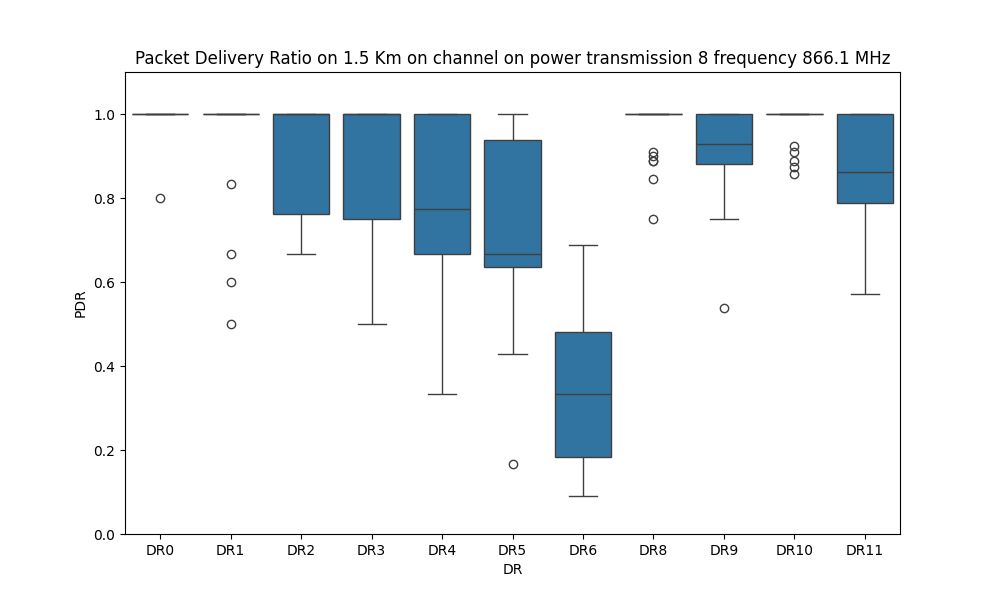 Packet Delivery Ratio on 1.5 Km on channel on power transmission 8 frequency 866.1 MHz
PDR
1.0
0.8
0.6
0.4
0.2
0.0
DR0 DR1 DR2 DR3 DR4 DR5 DR6 DR8 DR9 DR10 DR11
DR